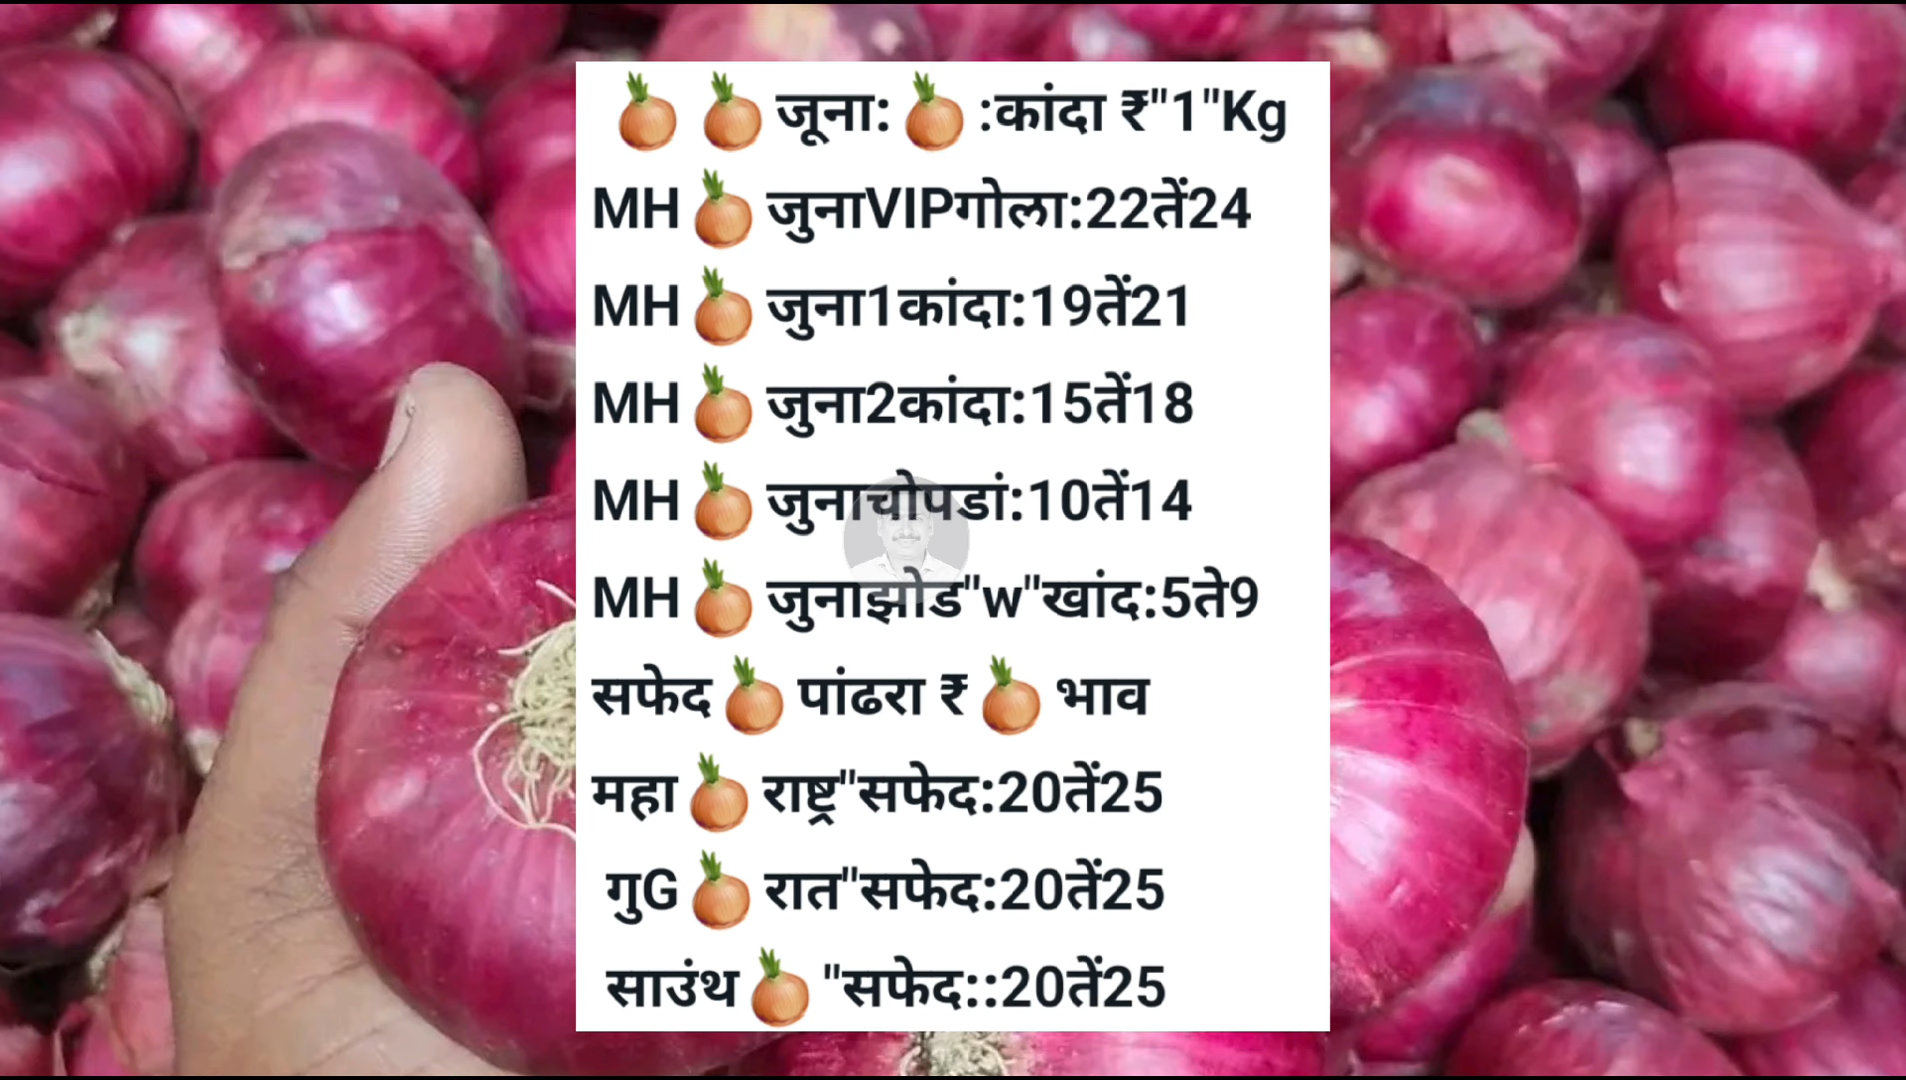 🧅 🧅 जूना:🧅:कांदा ₹"1"Kg
MH🧅जुनाVIPगोला:22तें24
MH🧅जुना1कांदा:19तें21
MH🧅जुना2कांदा:15तें18
MH🧅जुनाचोपडां:10तें14
MH🧅जुनाझोड"w"खांद:5ते9
सफेद🧅पांढरा ₹🧅भाव
महा🧅राष्ट्र"सफेद:20तें25
गुG🧅रात"सफेद:20तें25
साउंथ🧅"सफेद::20तें25